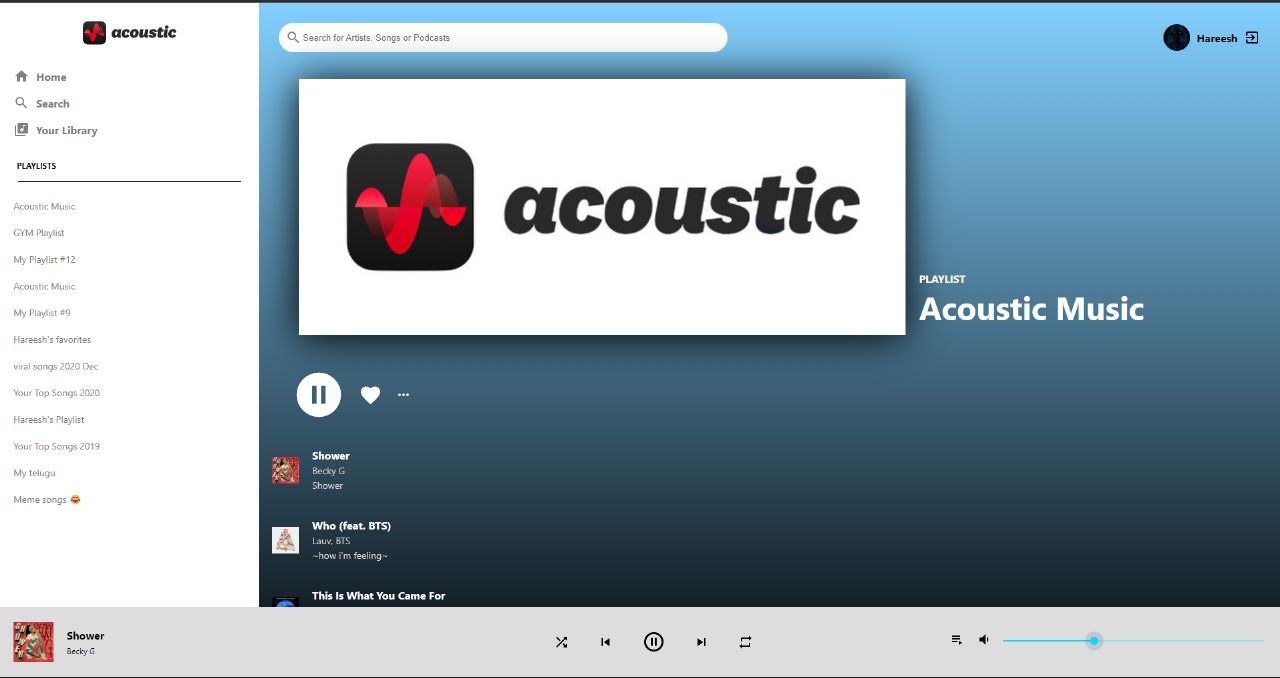 acoustic
Home
Search
Your Library
PLAYLISTS
Acoustic Music
GYM Playlist
My Playlist #12
Acoustic Music
My Playlist #9
Hareesh's favorites
viral songs 2020 Dec
Your Top Songs 2020
Hareesh's Playlist
Your Top Songs 2019
My telugu
Meme songs 😂
Search for Artists, Songs or Podcasts
Hareesh
acoustic
PLAYLIST
Acoustic Music
Shower
Becky G
Shower
Who (feat. BTS)
Lauv, BTS
~how i'm feeling~
This Is What You Came For
Shower
Becky G